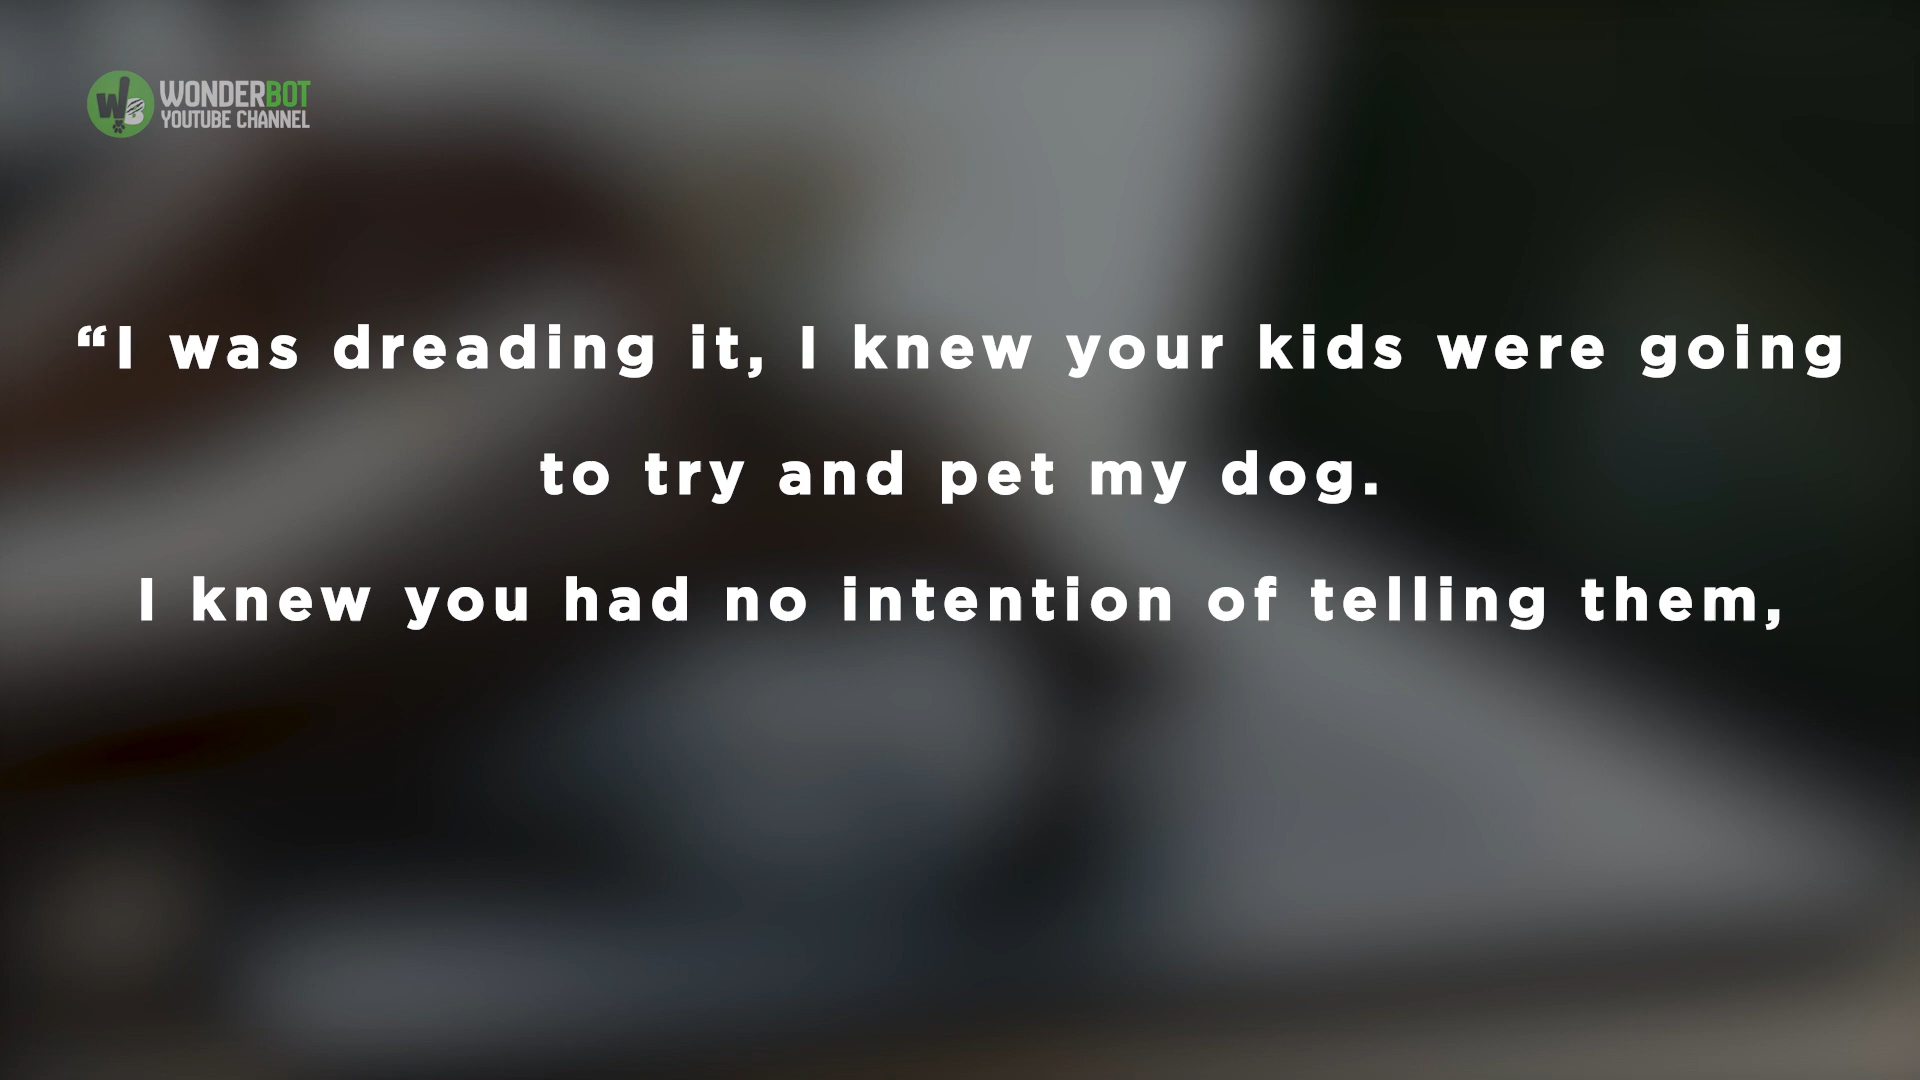 WONDERBOT
YOUTUBE CHANNEL
“I was dreading it, I knew your kids were going
to try and pet my dog.
I knew you had no intention of telling them,